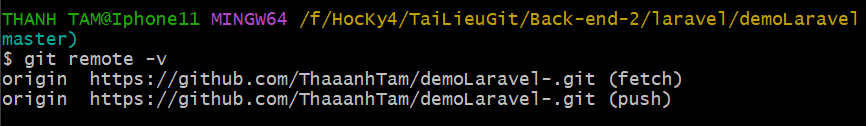 THANH TAM@Iphone11 MINGW64 /f/HocKy4/TaiLieuGit/Back-end-2/laravel/demoLaravel
master)
$ git remote -v
origin  https://github.com/ThaaanhTam/demoLaravel-.git (fetch)
origin  https://github.com/ThaaanhTam/demoLaravel-.git (push)